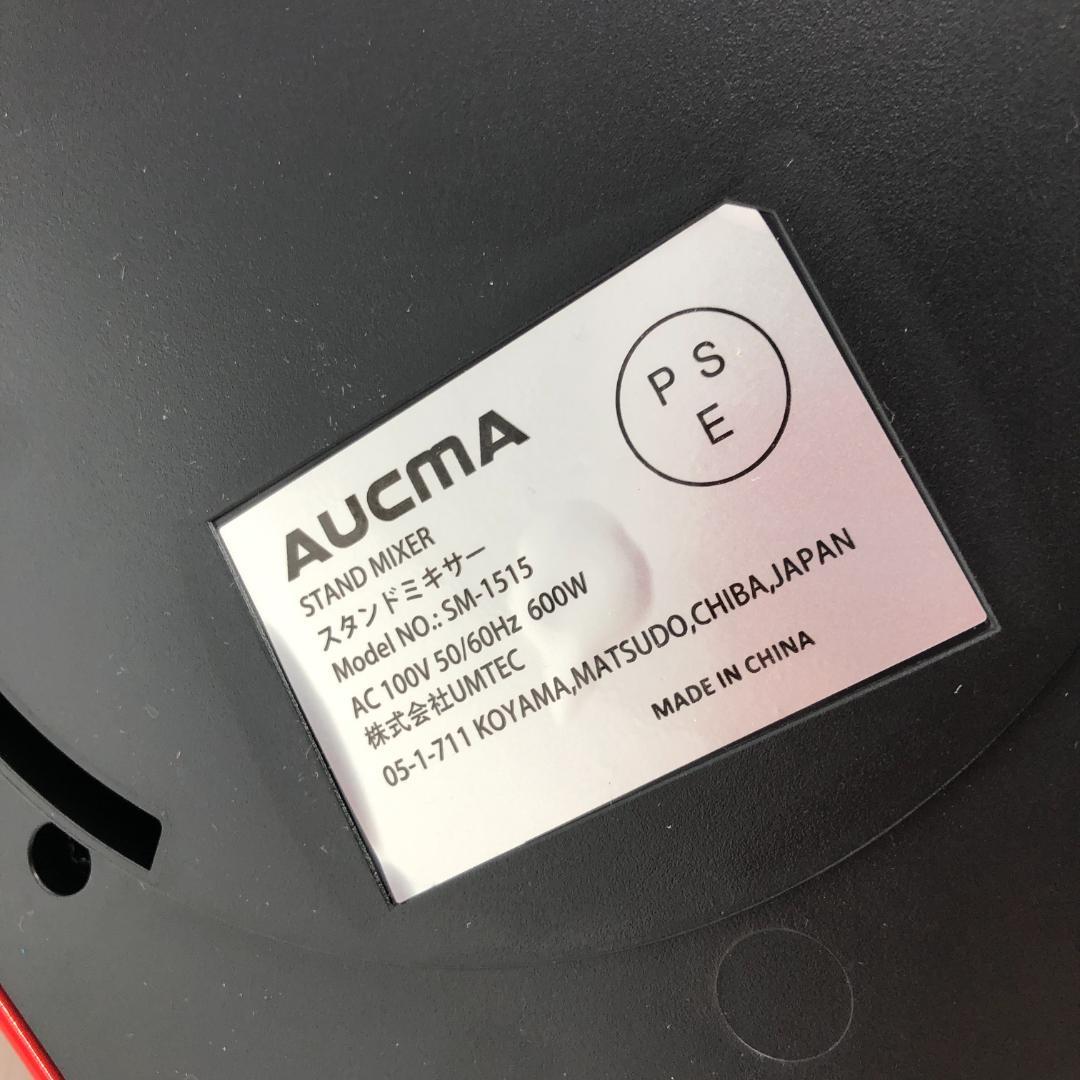 P S
E
AUCMA
STAND MIXER
スタンドミキサー
Model NO.: SM-1515
AC 100V 50/60Hz 600W
株式会社UMTEC
05-1-711 KOYAMA,MATSUDO,CHIBA,JAPAN
MADE IN CHINA